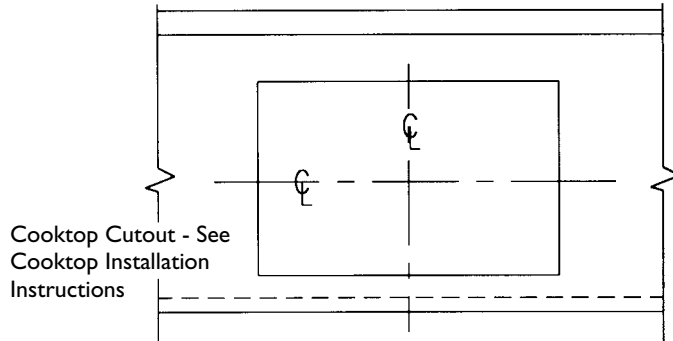 ℄
℄
Cooktop Cutout - See
Cooktop Installation
Instructions